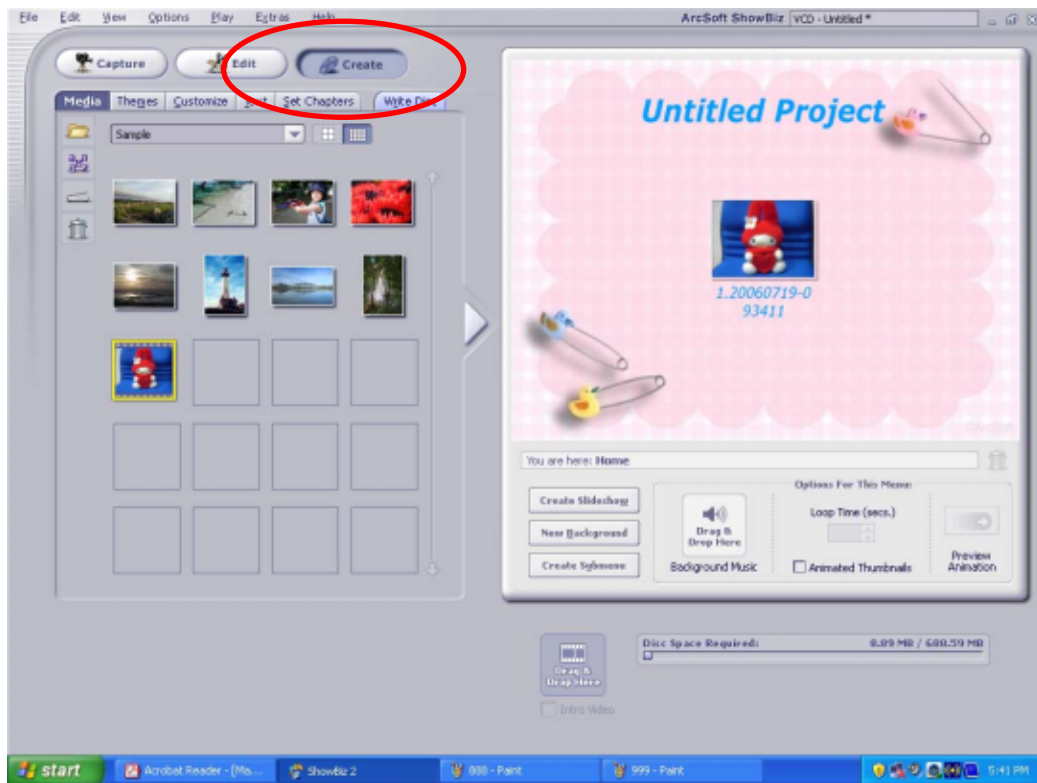 File Edit View Options Play Extras Help ArcSoft ShowBiz VCD - Untitled *
Capture Edit Create
Media Themes Customize Set Chapters Write Disc
Sample
Untitled Project
1.20060719-0
93411
You are here: Home
Options For This Menu:
Create Slideshow
New Background
Create Submenu
Drag &
Drop Here
Background Music
Loop Time (secs.)
Animated Thumbnails
Preview
Animation
Disc Space Required: 8.89 MB / 688.59 MB
Drag &
Drop Here
Intro Video
start Acrobat Reader - [Ma... ShowBiz 2 888 - Paint 999 - Paint 5:41 PM